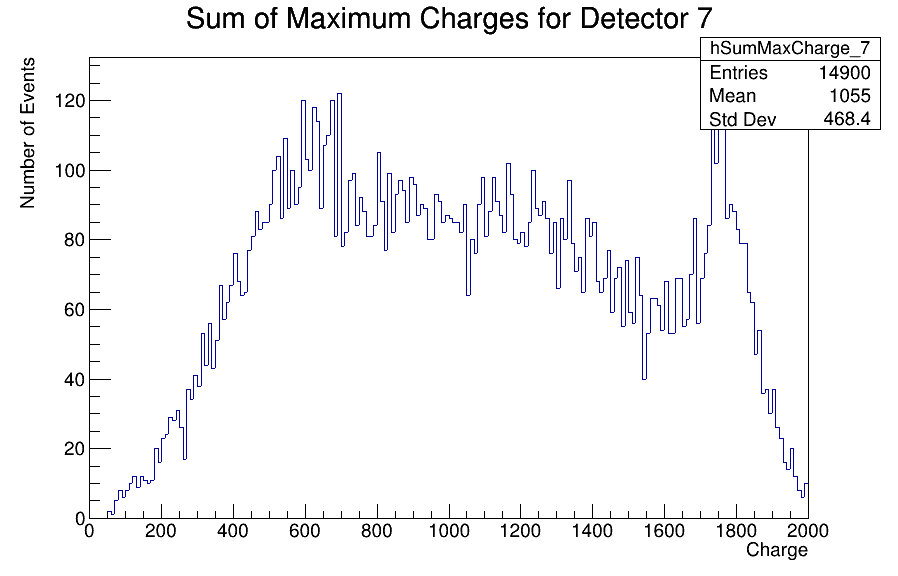 Sum of Maximum Charges for Detector 7
hSumMaxCharge_7
Entries 14900
Mean 1055
Std Dev 468.4
Number of Events
120
100
80
60
40
20
0
0 200 400 600 800 1000 1200 1400 1600 1800 2000
Charge